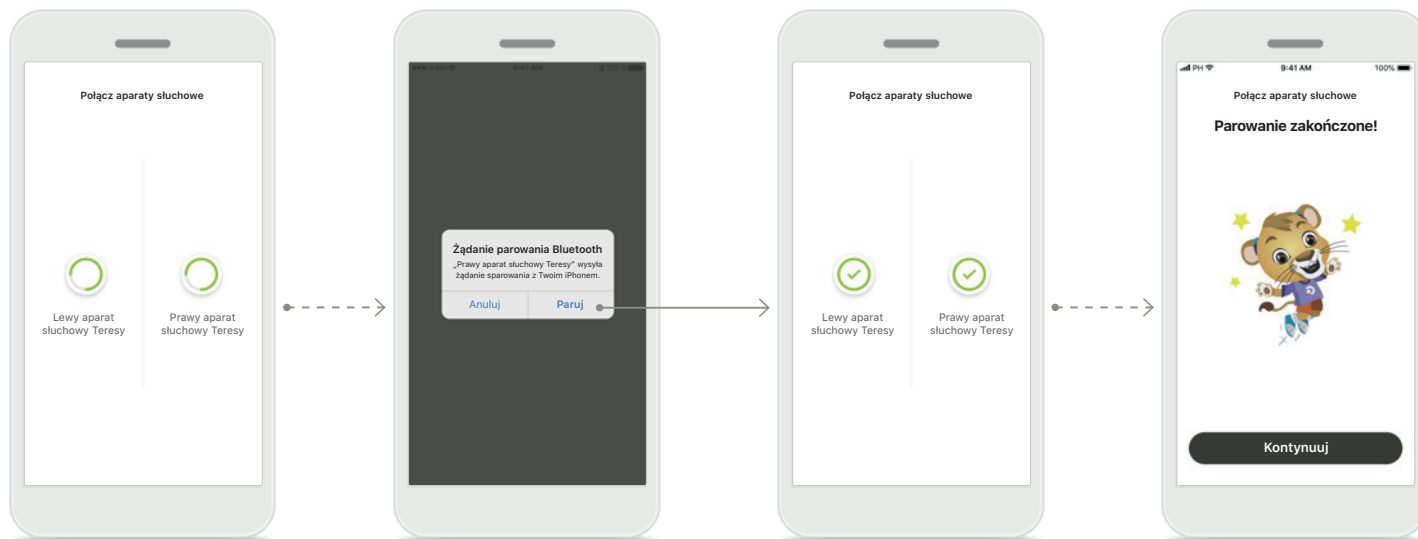 Połącz aparaty słuchowe
Lewy aparat
słuchowy Teresy
Prawy aparat
słuchowy Teresy
9:41 AM
100 %
Żądanie parowania Bluetooth
„Prawy aparat słuchowy Teresy” wysyła
żądanie sparowania z Twoim iPhonem.
Anuluj
Paruj
Połącz aparaty słuchowe
Lewy aparat
słuchowy Teresy
Prawy aparat
słuchowy Teresy
PH
9:41 AM
100%
Połącz aparaty słuchowe
Parowanie zakończone!
Kontynuuj